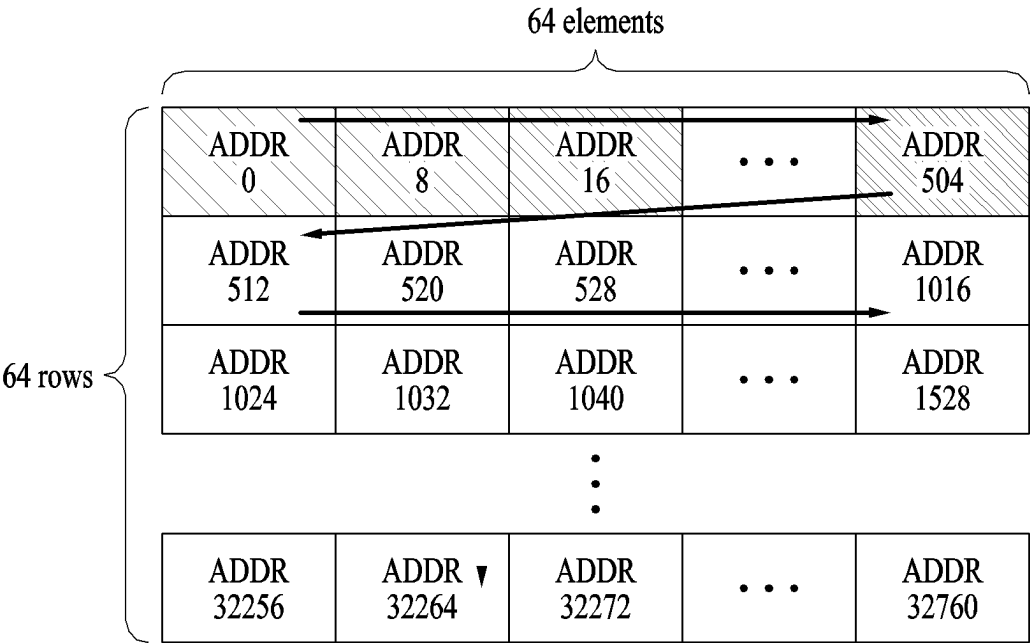 64 elements
ADDR
0
ADDR
8
ADDR
16
ADDR
504
ADDR
512
ADDR
520
ADDR
528
ADDR
1016
64 rows
ADDR
1024
ADDR
1032
ADDR
1040
ADDR
1528
ADDR
32256
ADDR
32264
ADDR
32272
ADDR
32760